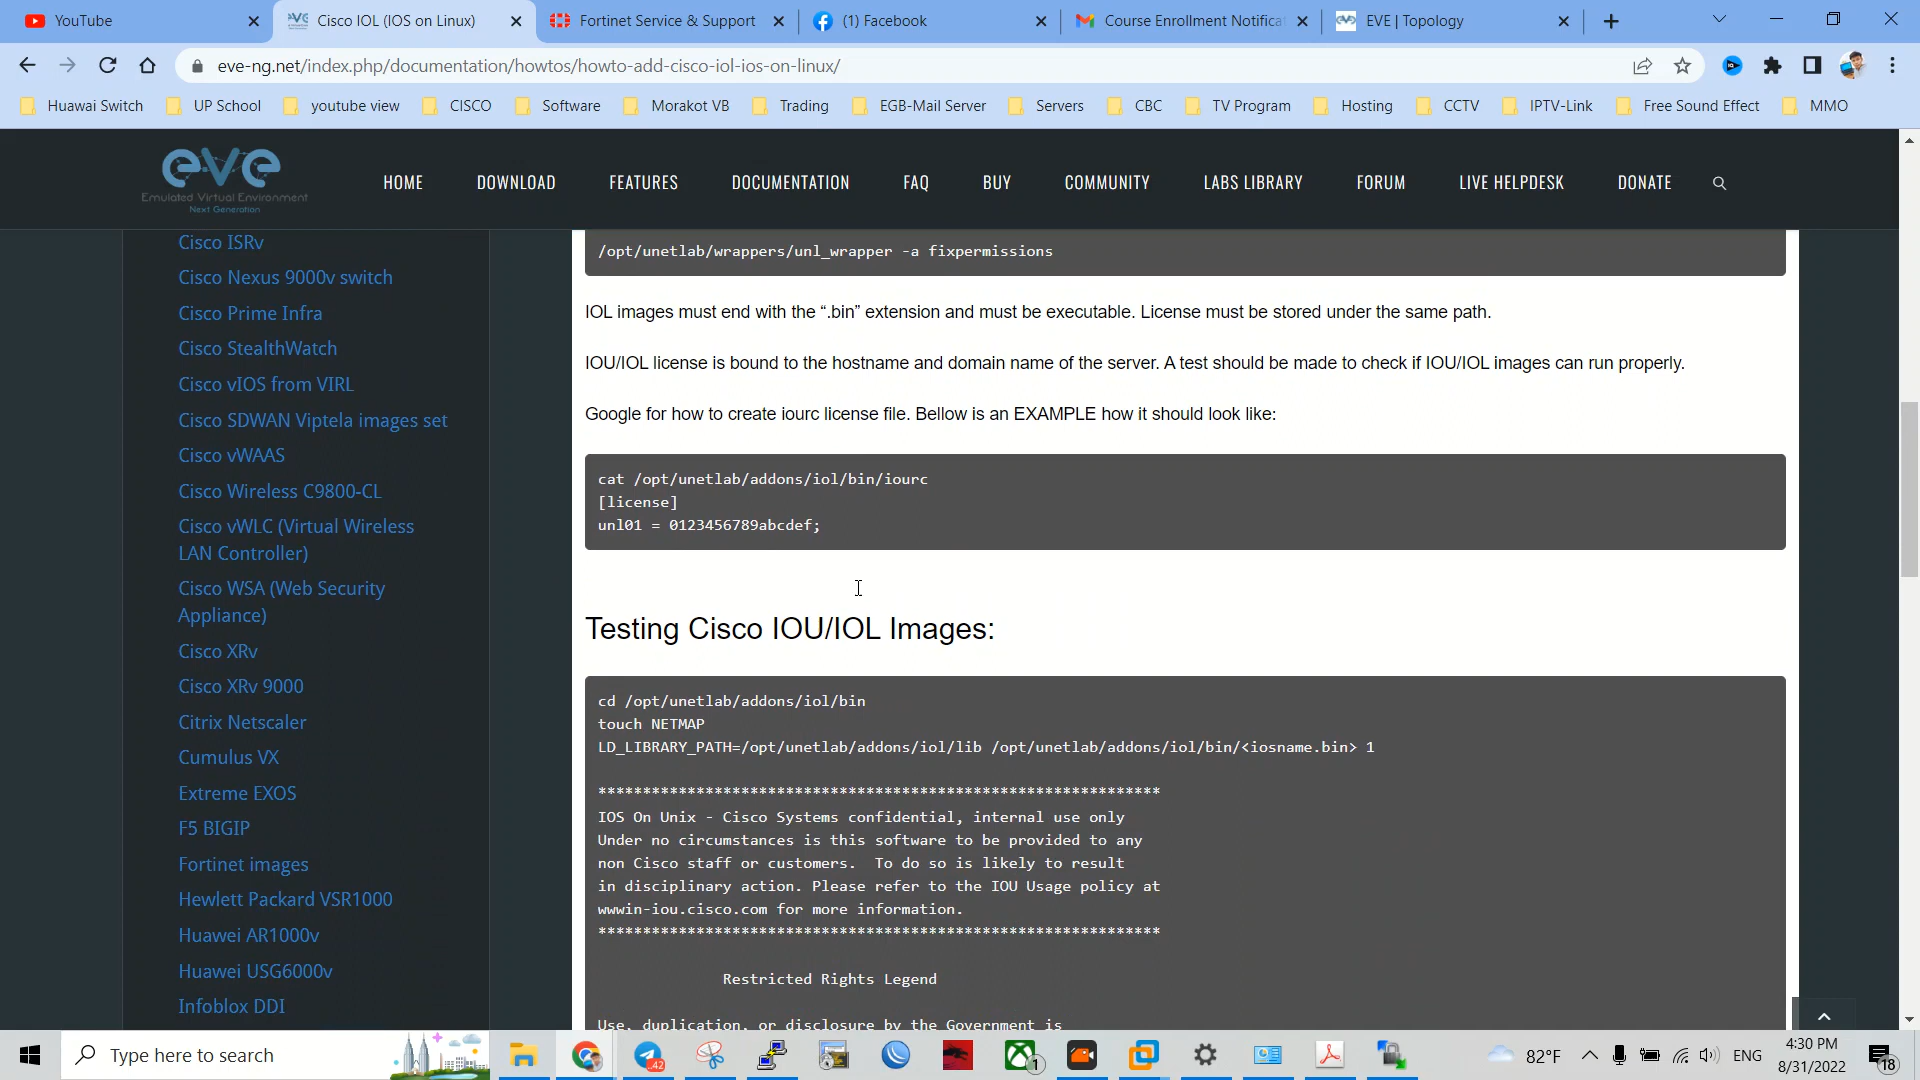 YouTube
Cisco IOL (IOS on Linux)
Fortinet Service & Support
(1) Facebook
Course Enrollment Notifica
EVE | Topology
eve-ng.net/index.php/documentation/howtos/howto-add-cisco-iol-ios-on-linux/
Huawai Switch
UP School
youtube view
CISCO
Software
Morakot VB
Trading
EGB-Mail Server
Servers
CBC
TV Program
Hosting
CCTV
IPTV-Link
Free Sound Effect
MMO
eve
Emulated Virtual Environment
Next Generation
HOME
DOWNLOAD
FEATURES
DOCUMENTATION
FAQ
BUY
COMMUNITY
LABS LIBRARY
FORUM
LIVE HELPDESK
DONATE
Cisco ISRv
Cisco Nexus 9000v switch
Cisco Prime Infra
Cisco StealthWatch
Cisco vIOS from VIRL
Cisco SDWAN Viptela images set
Cisco vWAAS
Cisco Wireless C9800-CL
Cisco vWLC (Virtual Wireless
LAN Controller)
Cisco WSA (Web Security
Appliance)
Cisco XRv
Cisco XRv 9000
Citrix Netscaler
Cumulus VX
Extreme EXOS
F5 BIGIP
Fortinet images
Hewlett Packard VSR1000
Huawei AR1000v
Huawei USG6000v
Infoblox DDI
/opt/unetlab/wrappers/unl_wrapper -a fixpermissions
IOL images must end with the “.bin” extension and must be executable. License must be stored under the same path.
IOU/IOL license is bound to the hostname and domain name of the server. A test should be made to check if IOU/IOL images can run properly.
Google for how to create iourc license file. Bellow is an EXAMPLE how it should look like:
cat /opt/unetlab/addons/iol/bin/iourc
[license]
unl01 = 0123456789abcdef;
Testing Cisco IOU/IOL Images:
cd /opt/unetlab/addons/iol/bin
touch NETMAP
LD_LIBRARY_PATH=/opt/unetlab/addons/iol/lib /opt/unetlab/addons/iol/bin/<iosname.bin> 1
***************************************************************
IOS On Unix - Cisco Systems confidential, internal use only
Under no circumstances is this software to be provided to any
non Cisco staff or customers.  To do so is likely to result
in disciplinary action. Please refer to the IOU Usage policy at
wwwin-iou.cisco.com for more information.
***************************************************************
Restricted Rights Legend
Use, duplication, or disclosure by the Government is
Type here to search
42
1
82°F
ENG
4:30 PM
8/31/2022
18